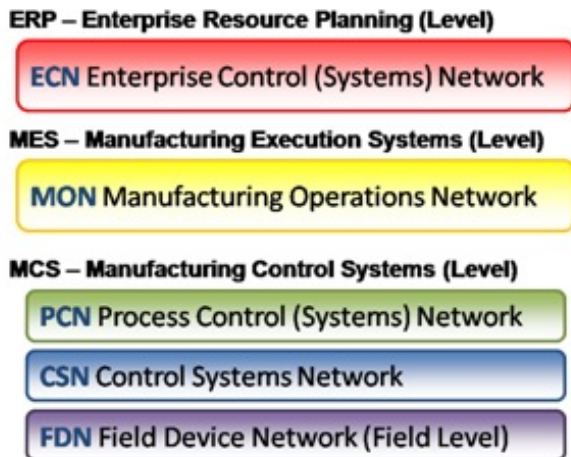 ERP – Enterprise Resource Planning (Level)
ECN Enterprise Control (Systems) Network
MES – Manufacturing Execution Systems (Level)
MON Manufacturing Operations Network
MCS – Manufacturing Control Systems (Level)
PCN Process Control (Systems) Network
CSN Control Systems Network
FDN Field Device Network (Field Level)